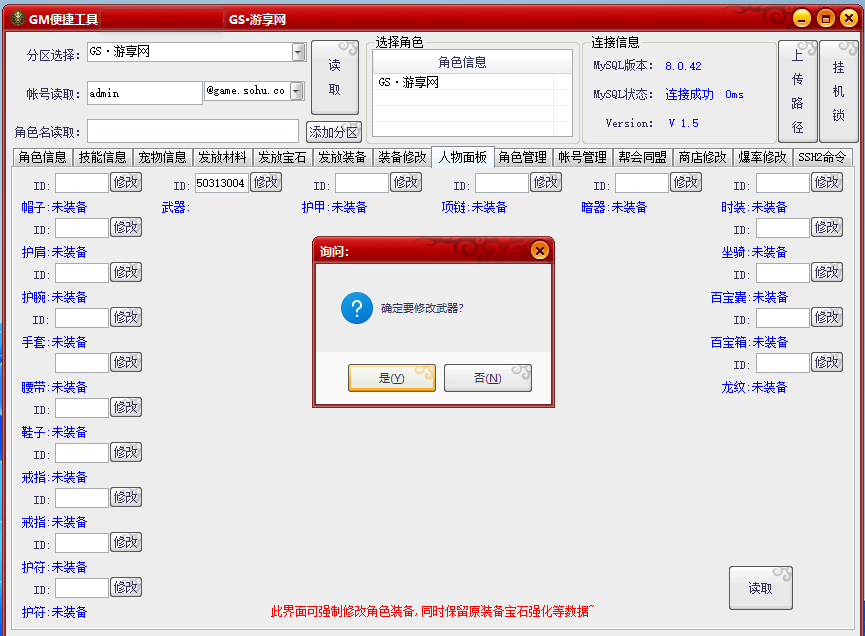 GM便捷工具 GS·游享网
分区选择: GS·游享网
读取
选择角色
角色信息
GS·游享网
连接信息
MySQL版本: 8.0.42
MySQL状态: 连接成功 0ms
Version: V 1.5
上传路径
挂机锁
帐号读取: admin @game.sohu.co
角色名读取: 添加分区
角色信息 技能信息 宠物信息 发放材料 发放宝石 发放装备 装备修改 人物面板 角色管理 帐号管理 帮会同盟 商店修改 爆率修改 SSH2命令
ID: 修改 ID: 50313004 修改 ID: 修改 ID: 修改 ID: 修改 ID: 修改
帽子:未装备 武器: 护甲:未装备 项链:未装备 暗器:未装备 时装:未装备
ID: 修改 ID: 修改
护肩:未装备 坐骑:未装备
ID: 修改 ID: 修改
护腕:未装备 百宝囊:未装备
ID: 修改 ID: 修改
手套:未装备 百宝箱:未装备
修改 ID: 修改
腰带:未装备 龙纹:未装备
ID: 修改
鞋子:未装备
ID: 修改
戒指:未装备
ID: 修改
戒指:未装备
ID: 修改
护符:未装备
ID: 修改
护符:未装备
询问:
?
确定要修改武器?
是(Y) 否(N)
读取
此界面可强制修改角色装备,同时保留原装备宝石强化等数据~